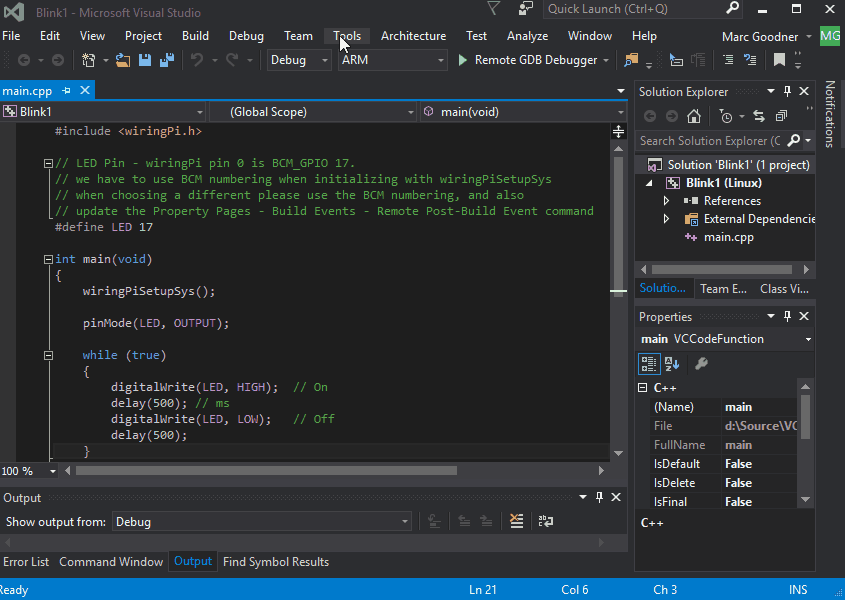 Blink1 - Microsoft Visual Studio
Quick Launch (Ctrl+Q)
File Edit View Project Build Debug Team Tools Architecture Test Analyze Window Help Marc Goodner MG
Debug ARM Remote GDB Debugger
main.cpp
Blink1 (Global Scope) main(void)
#include <wiringPi.h>
// LED Pin - wiringPi pin 0 is BCM_GPIO 17.
// we have to use BCM numbering when initializing with wiringPiSetupSys
// when choosing a different please use the BCM numbering, and also
// update the Property Pages - Build Events - Remote Post-Build Event command
#define LED 17
int main(void)
{
wiringPiSetupSys();
pinMode(LED, OUTPUT);
while (true)
{
digitalWrite(LED, HIGH); // On
delay(500); // ms
digitalWrite(LED, LOW); // Off
delay(500);
}
100 %
Output
Show output from: Debug
Error List Command Window Output Find Symbol Results
Solution Explorer
Search Solution Explorer (C
Solution 'Blink1' (1 project)
Blink1 (Linux)
References
External Dependencie
main.cpp
Solutio... Team E... Class Vi...
Properties
main VCCodeFunction
C++
(Name) main
File d:\Source\VC
FullName main
IsDefault False
IsDelete False
IsFinal False
C++
Notifications
Ready Ln 21 Col 6 Ch 3 INS